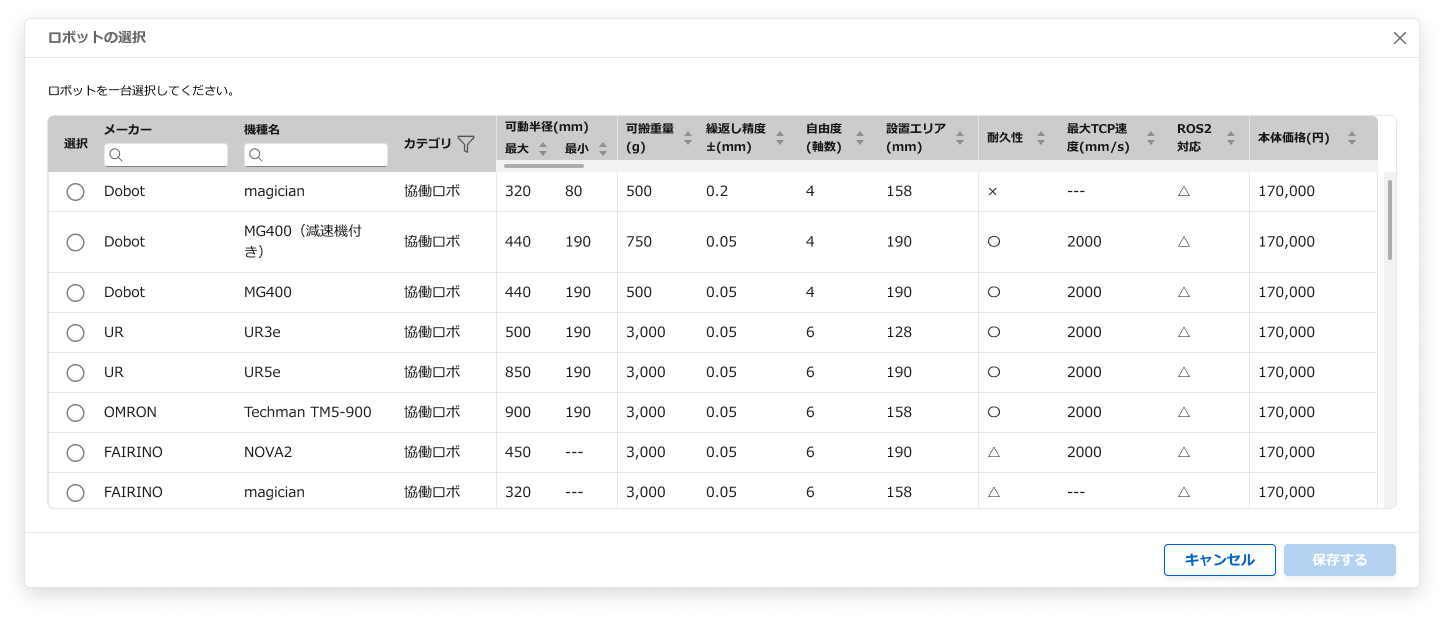 ロボットの選択
ロボットを一台選択してください。
選択 メーカー 機種名 カテゴリ 可動半径(mm) 最大 最小 可搬重量(g) 繰返し精度±(mm) 自由度(軸数) 設置エリア(mm) 耐久性 最大TCP速度(mm/s) ROS2対応 本体価格(円)
Dobot magician 協働ロボ 320 80 500 0.2 4 158 × --- △ 170,000
Dobot MG400（減速機付き） 協働ロボ 440 190 750 0.05 4 190 〇 2000 △ 170,000
Dobot MG400 協働ロボ 440 190 500 0.05 4 190 〇 2000 △ 170,000
UR UR3e 協働ロボ 500 190 3,000 0.05 6 128 〇 2000 △ 170,000
UR UR5e 協働ロボ 850 190 3,000 0.05 6 190 〇 2000 △ 170,000
OMRON Techman TM5-900 協働ロボ 900 190 3,000 0.05 6 158 〇 2000 △ 170,000
FAIRINO NOVA2 協働ロボ 450 --- 3,000 0.05 6 190 △ 2000 △ 170,000
FAIRINO magician 協働ロボ 320 --- 3,000 0.05 6 158 △ --- △ 170,000
キャンセル 保存する